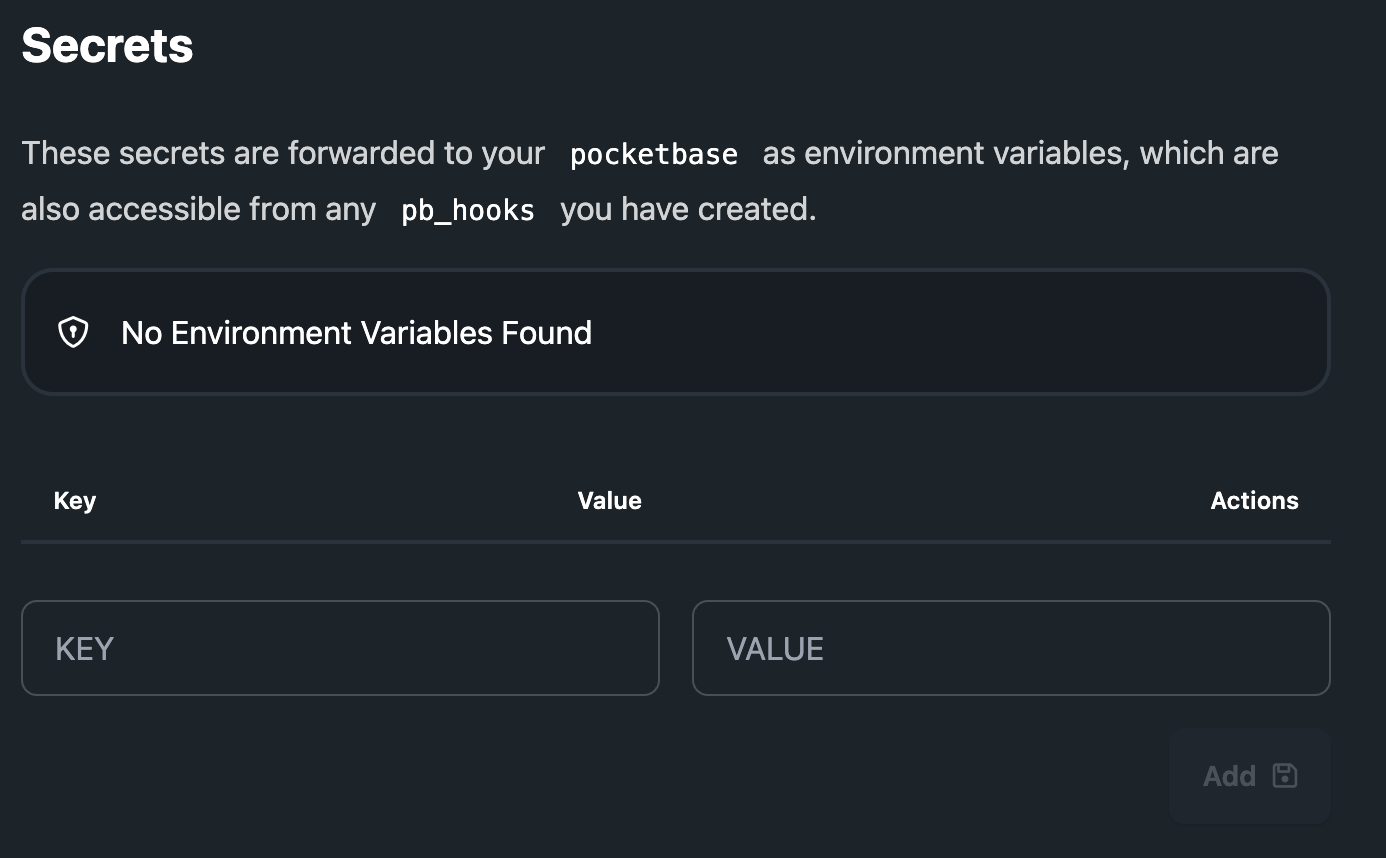 Secrets
These secrets are forwarded to your pocketbase as environment variables, which are
also accessible from any pb_hooks you have created.
No Environment Variables Found
Key Value Actions
KEY VALUE
Add